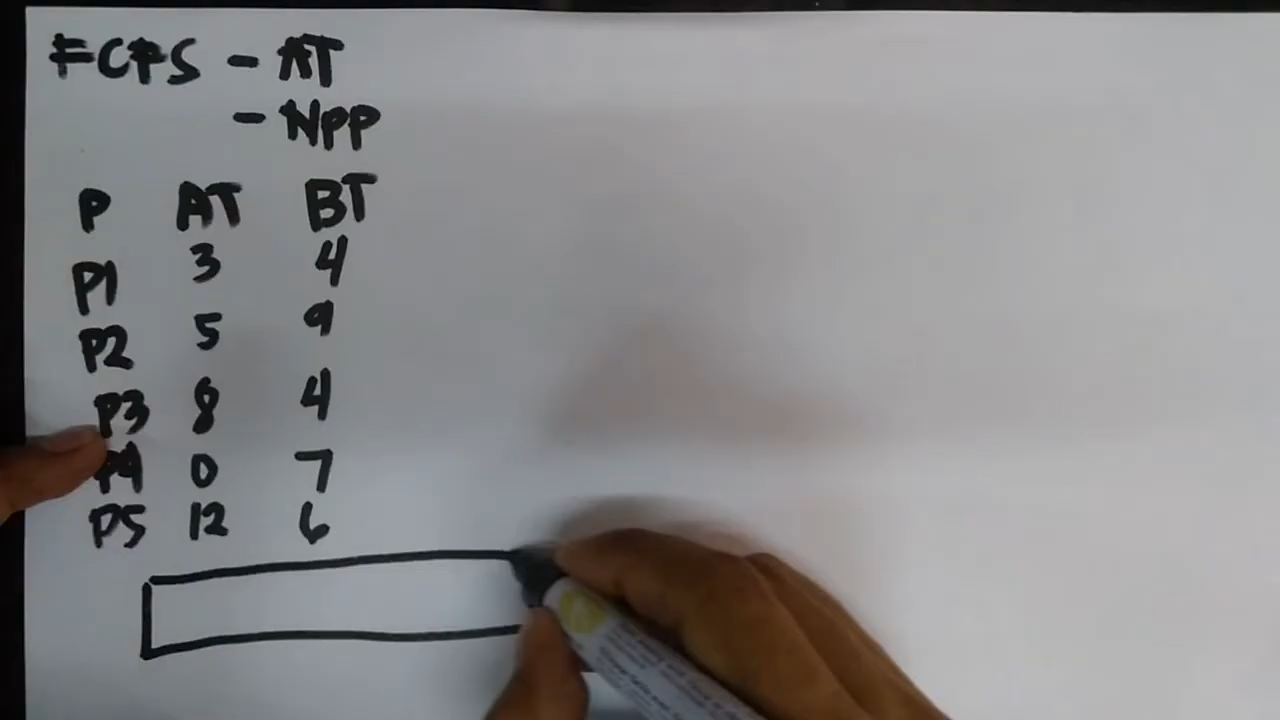 FCFS - AT
- NPP
P AT BT
P1 3 4
P2 5 9
P3 8 4
P4 0 7
P5 12 6